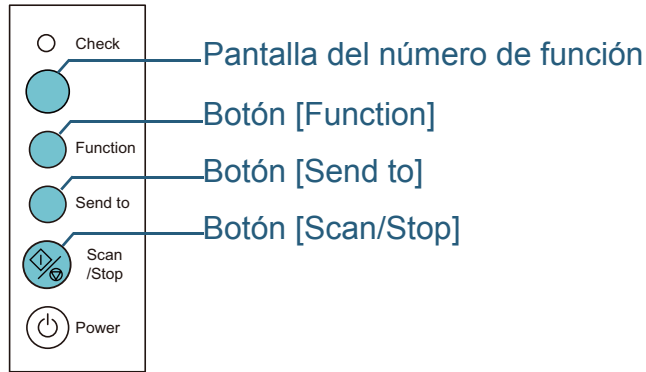 Check
Pantalla del número de función
Function
Botón [Function]
Send to
Botón [Send to]
Scan
/Stop
Botón [Scan/Stop]
Power